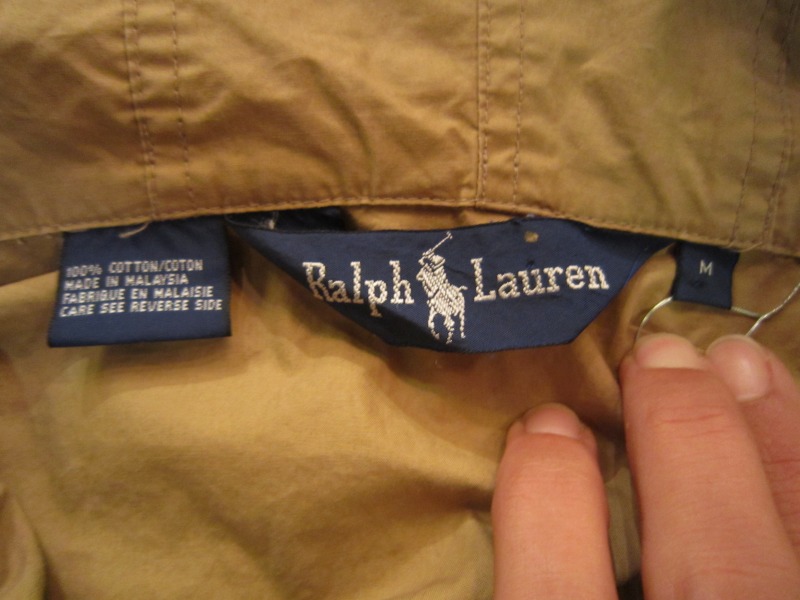 100% COTTON/COTON
MADE IN MALAYSIA
FABRIQUE EN MALAISIE
CARE SEE REVERSE SIDE
Ralph Lauren
M